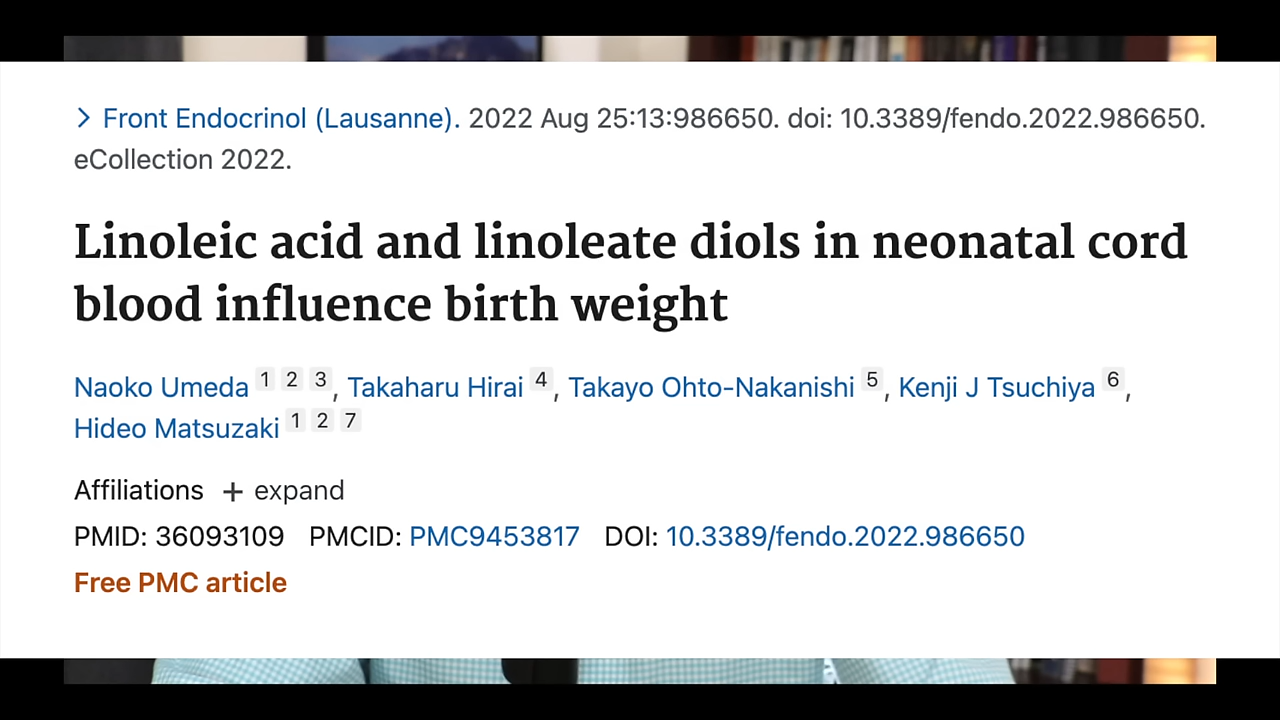 > Front Endocrinol (Lausanne). 2022 Aug 25:13:986650. doi: 10.3389/fendo.2022.986650.
eCollection 2022.
Linoleic acid and linoleate diols in neonatal cord
blood influence birth weight
Naoko Umeda 1 2 3, Takaharu Hirai 4, Takayo Ohto-Nakanishi 5, Kenji J Tsuchiya 6,
Hideo Matsuzaki 1 2 7
Affiliations + expand
PMID: 36093109 PMCID: PMC9453817 DOI: 10.3389/fendo.2022.986650
Free PMC article